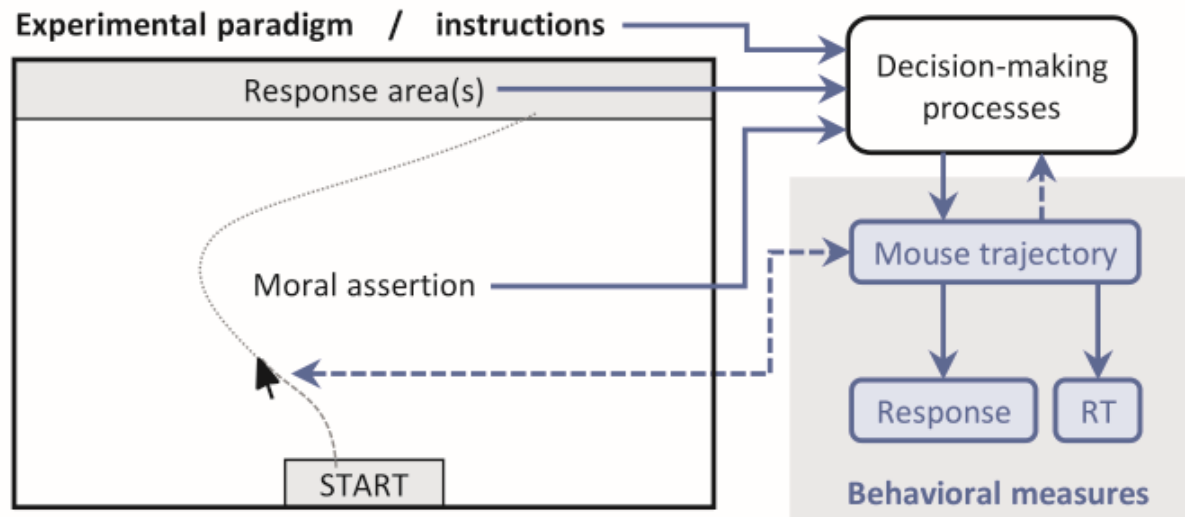 Experimental paradigm / instructions
Response area(s)
Moral assertion
START
Decision-making
processes
Mouse trajectory
Response
RT
Behavioral measures